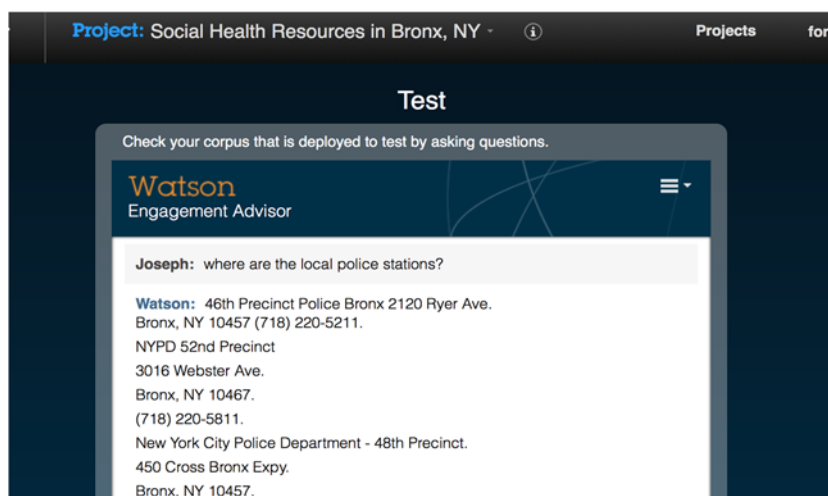 Project: Social Health Resources in Bronx, NY
Projects
for
Test
Check your corpus that is deployed to test by asking questions.
Watson
Engagement Advisor
Joseph: where are the local police stations?
Watson: 46th Precinct Police Bronx 2120 Ryer Ave.
Bronx, NY 10457 (718) 220-5211.
NYPD 52nd Precinct
3016 Webster Ave.
Bronx, NY 10467.
(718) 220-5811.
New York City Police Department - 48th Precinct.
450 Cross Bronx Expy.
Bronx, NY 10457.